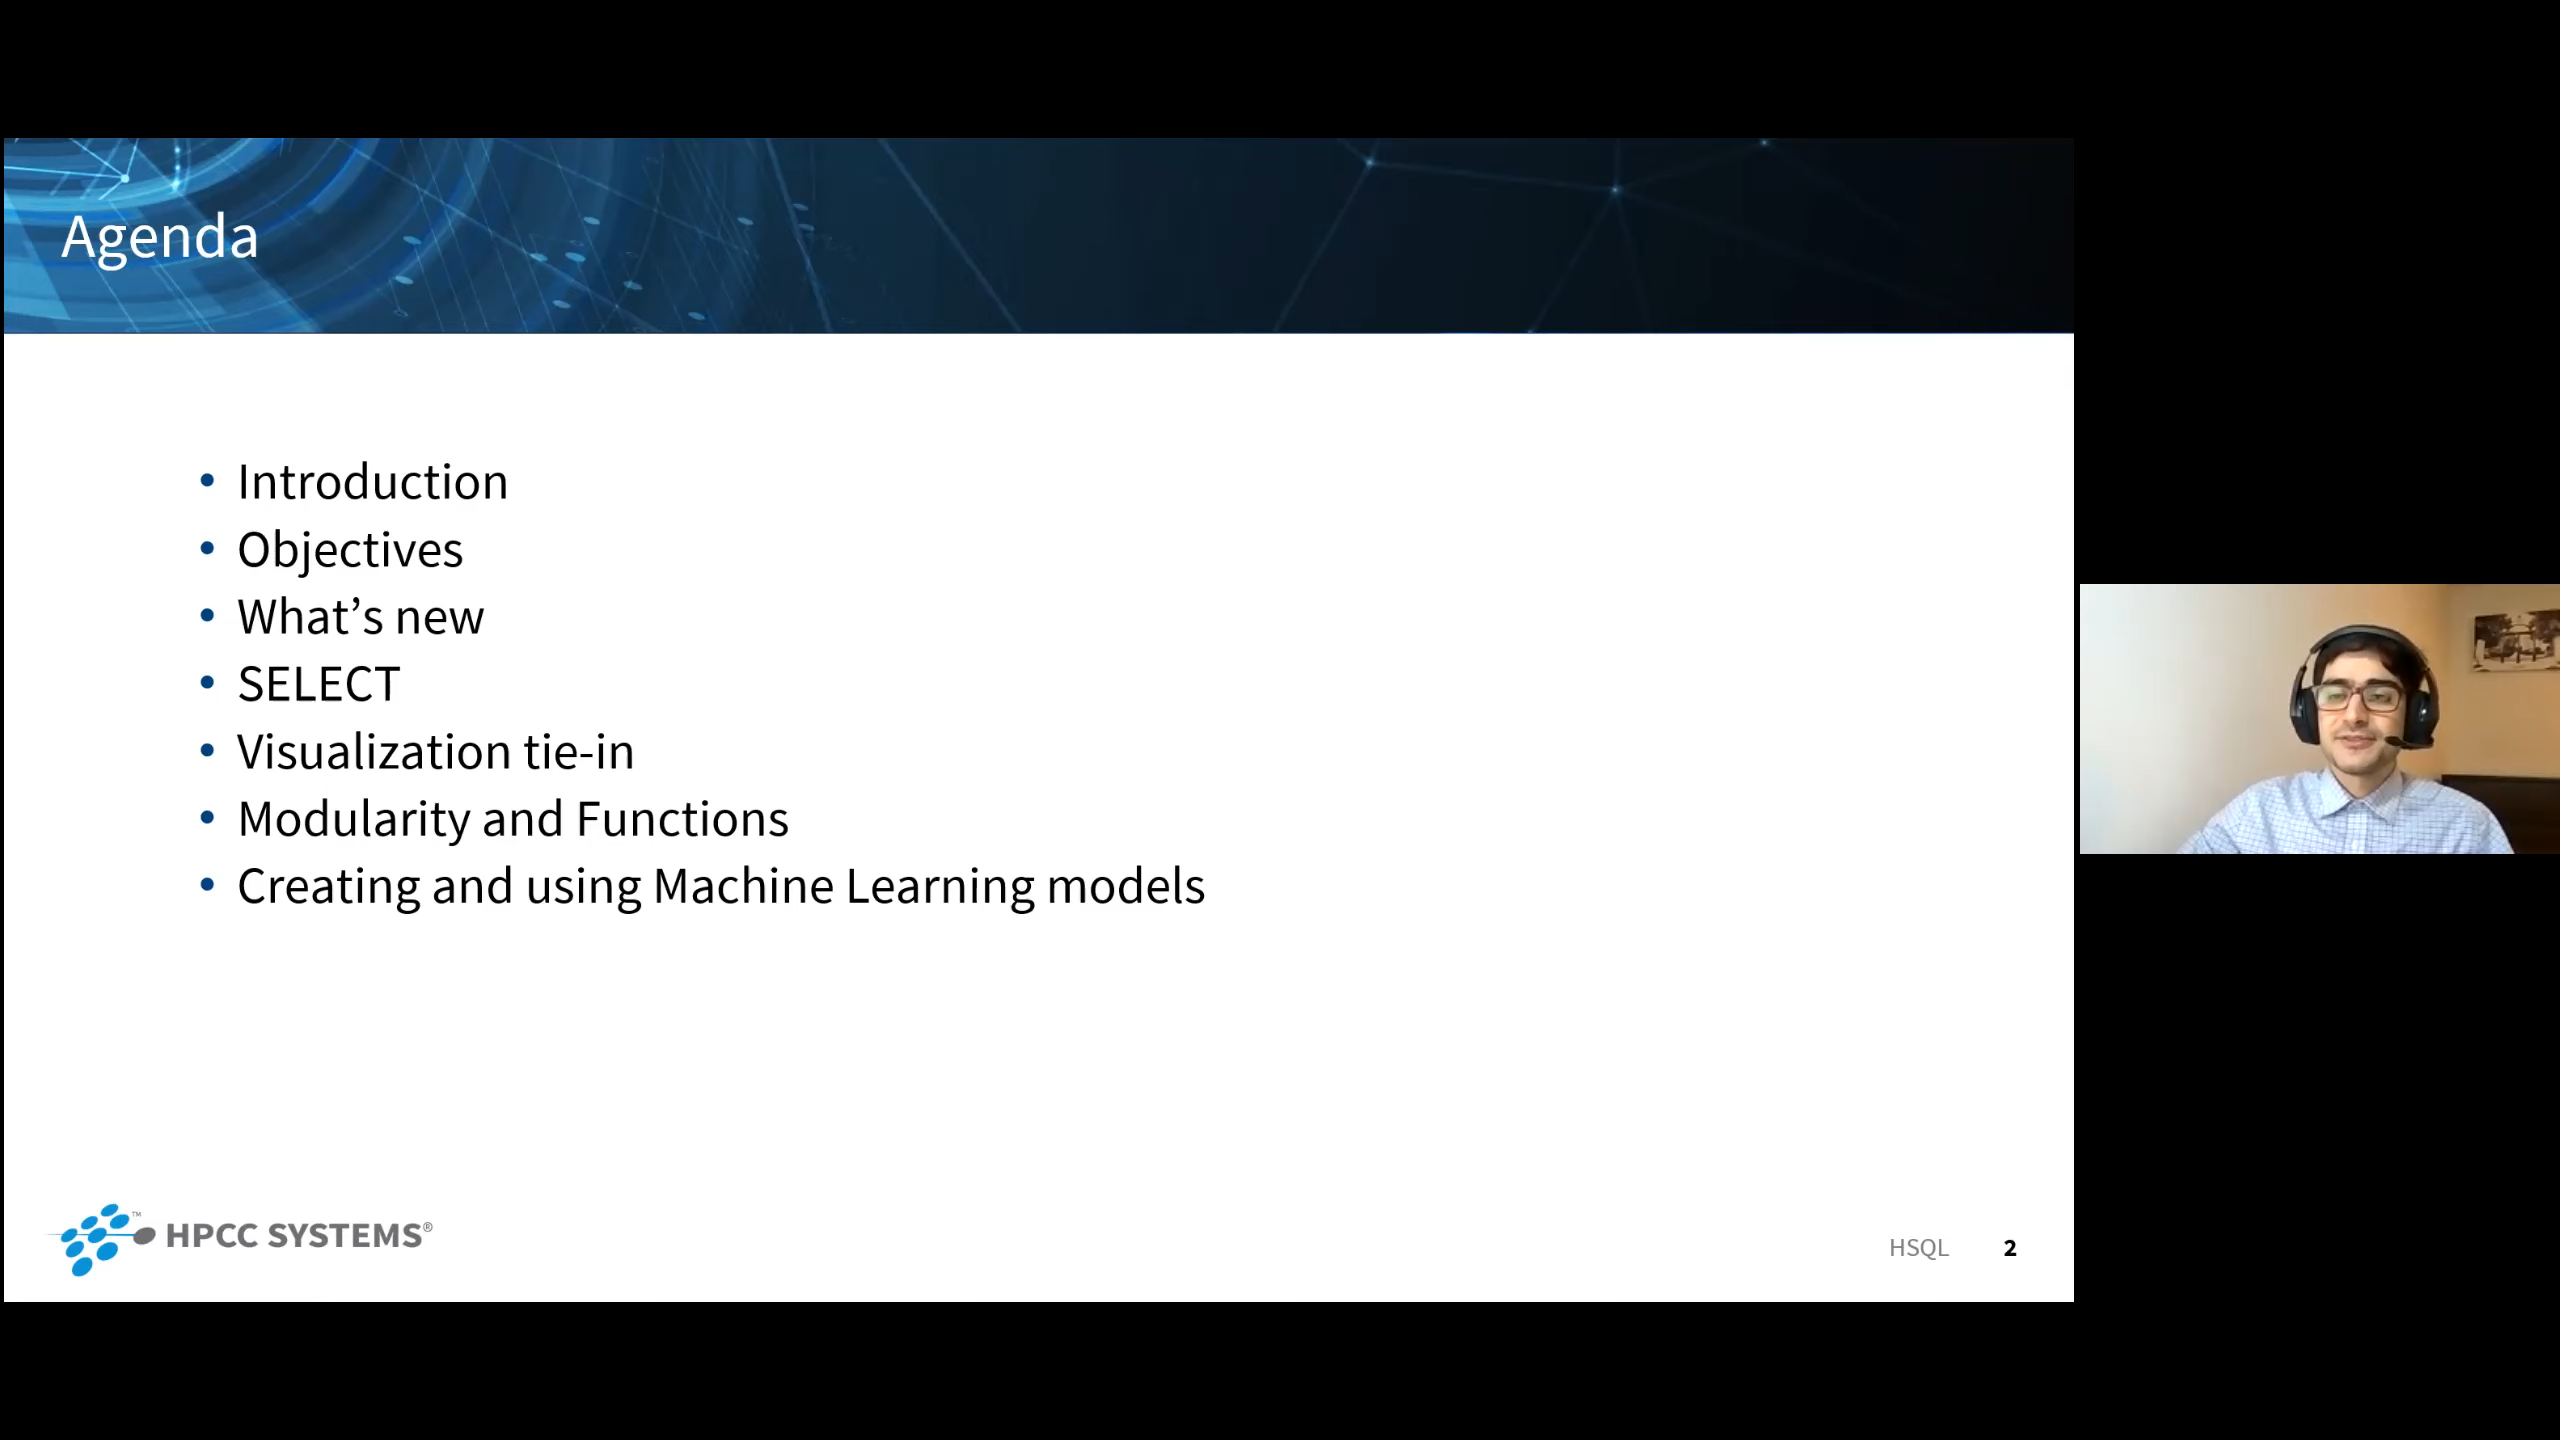 Agenda
• Introduction
• Objectives
• What’s new
• SELECT
• Visualization tie-in
• Modularity and Functions
• Creating and using Machine Learning models
™ HPCC SYSTEMS®
HSQL 2